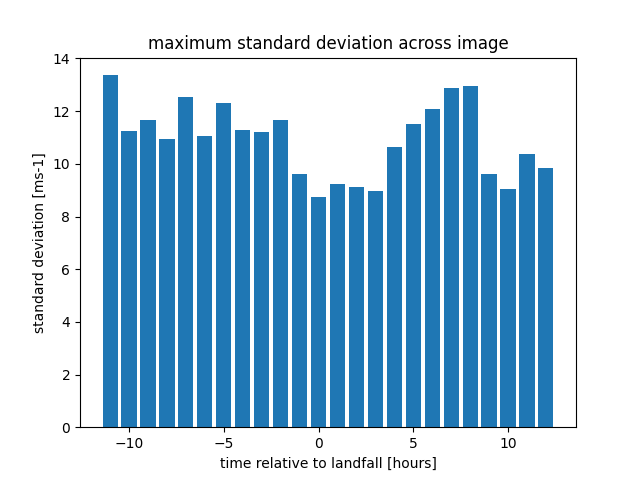 maximum standard deviation across image
14
12
10
8
6
4
2
0
standard deviation [ms-1]
−10 −5 0 5 10
time relative to landfall [hours]